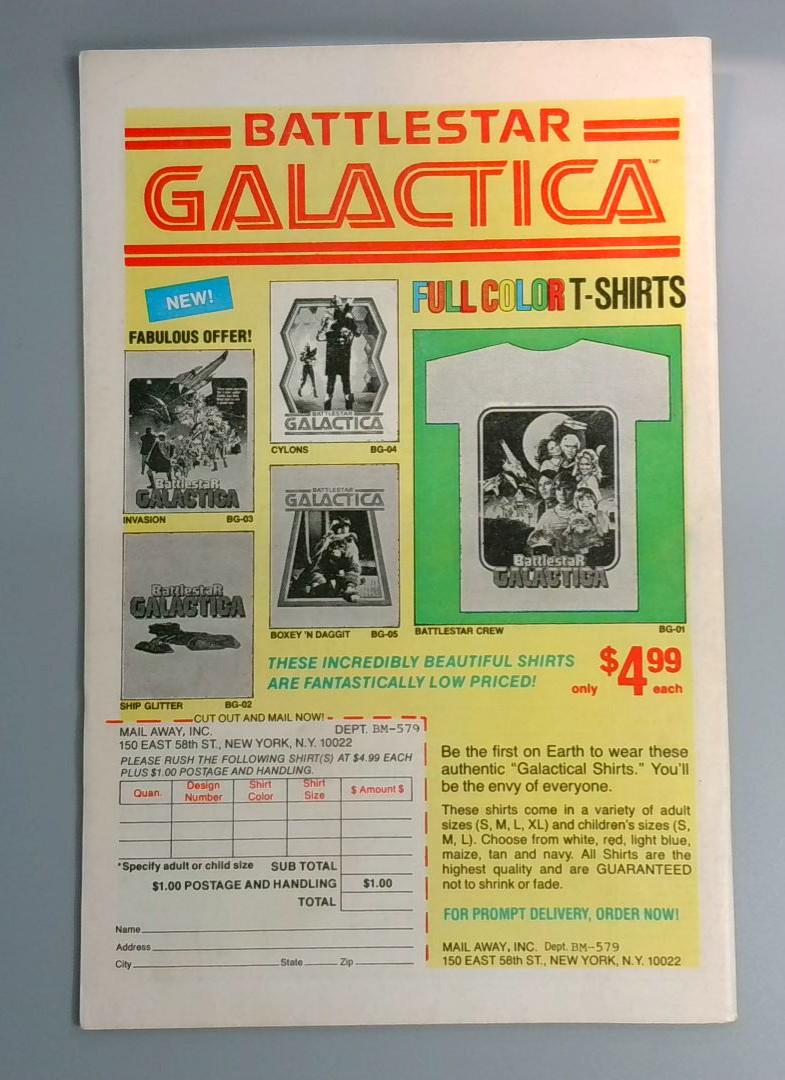 BATTLESTAR
GALACTICA™
NEW!
FABULOUS OFFER!
FULL COLOR T-SHIRTS
BattlestaR
GALACTICA
INVASION BG-03
BATTLESTAR
GALACTICA
CYLONS BG-04
BattlestaR
GALACTICA
SHIP GLITTER BG-02
BATTLESTAR
GALACTICA
BOXEY 'N DAGGIT BG-05
BattlestaR
GALACTICA
BATTLESTAR CREW BG-01
THESE INCREDIBLY BEAUTIFUL SHIRTS
ARE FANTASTICALLY LOW PRICED!
only $4.99 each
CUT OUT AND MAIL NOW!
MAIL AWAY, INC. DEPT. BM-579
150 EAST 58th ST., NEW YORK, N.Y. 10022
PLEASE RUSH THE FOLLOWING SHIRT(S) AT $4.99 EACH
PLUS $1.00 POSTAGE AND HANDLING.
Quan. Design Number Shirt Color Shirt Size $ Amount $
*Specify adult or child size SUB TOTAL
$1.00 POSTAGE AND HANDLING $1.00
TOTAL
Name
Address
City State Zip
Be the first on Earth to wear these
authentic "Galactical Shirts." You'll
be the envy of everyone.
These shirts come in a variety of adult
sizes (S, M, L, XL) and children's sizes (S,
M, L). Choose from white, red, light blue,
maize, tan and navy. All Shirts are the
highest quality and are GUARANTEED
not to shrink or fade.
FOR PROMPT DELIVERY, ORDER NOW!
MAIL AWAY, INC. Dept. BM-579
150 EAST 58th ST., NEW YORK, N.Y. 10022